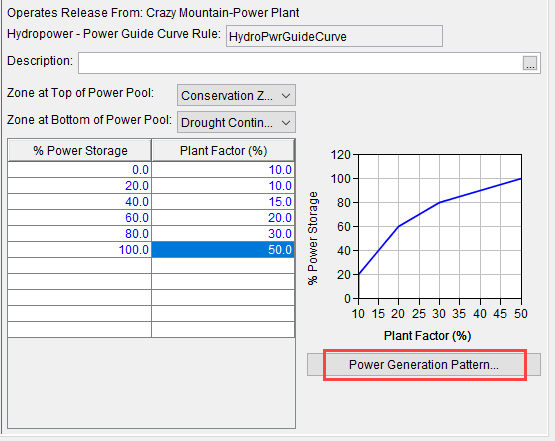 Operates Release From: Crazy Mountain-Power Plant
Hydropower - Power Guide Curve Rule: HydroPwrGuideCurve
Description: ...
Zone at Top of Power Pool: Conservation Z...
Zone at Bottom of Power Pool: Drought Contin...
% Power Storage Plant Factor (%)
0.0 10.0
20.0 10.0
40.0 15.0
60.0 20.0
80.0 30.0
100.0 50.0
% Power Storage
120
100
80
60
40
20
0
10 15 20 25 30 35 40 45 50
Plant Factor (%)
Power Generation Pattern...